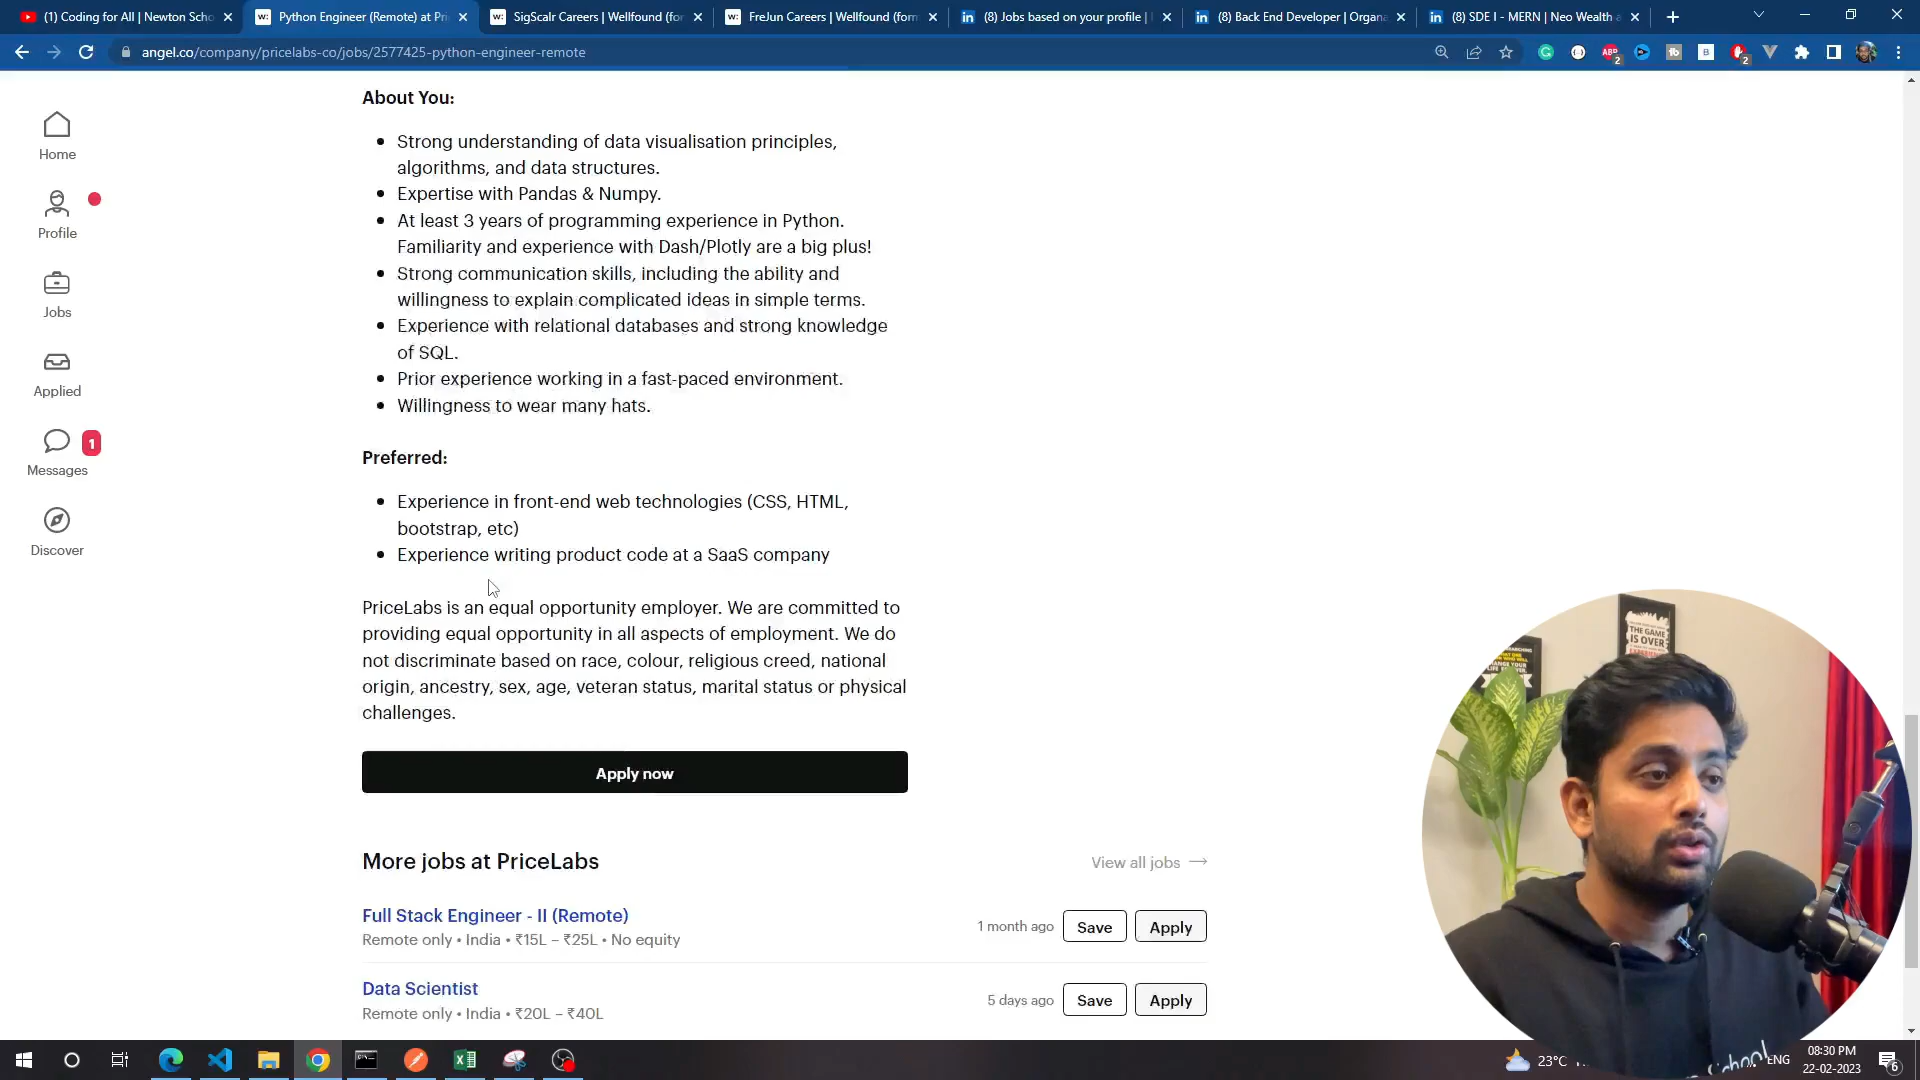 (1) Coding for All | Newton Scho
Python Engineer (Remote) at Pri
SigScalr Careers | Wellfound (for
FreJun Careers | Wellfound (form
(8) Jobs based on your profile |
(8) Back End Developer | Organa
(8) SDE I - MERN | Neo Wealth a
angel.co/company/pricelabs-co/jobs/2577425-python-engineer-remote
Home
Profile
Jobs
Applied
Messages
1
Discover
About You:
Strong understanding of data visualisation principles,
algorithms, and data structures.
Expertise with Pandas & Numpy.
At least 3 years of programming experience in Python.
Familiarity and experience with Dash/Plotly are a big plus!
Strong communication skills, including the ability and
willingness to explain complicated ideas in simple terms.
Experience with relational databases and strong knowledge
of SQL.
Prior experience working in a fast-paced environment.
Willingness to wear many hats.
Preferred:
Experience in front-end web technologies (CSS, HTML,
bootstrap, etc)
Experience writing product code at a SaaS company
PriceLabs is an equal opportunity employer. We are committed to
providing equal opportunity in all aspects of employment. We do
not discriminate based on race, colour, religious creed, national
origin, ancestry, sex, age, veteran status, marital status or physical
challenges.
Apply now
More jobs at PriceLabs
View all jobs
Full Stack Engineer - II (Remote)
Remote only • India • ₹15L – ₹25L • No equity
1 month ago
Save
Apply
Data Scientist
Remote only • India • ₹20L – ₹40L
5 days ago
Save
Apply
THE GAME
IS OVER
23°C
ENG
08:30 PM
22-02-2023
6